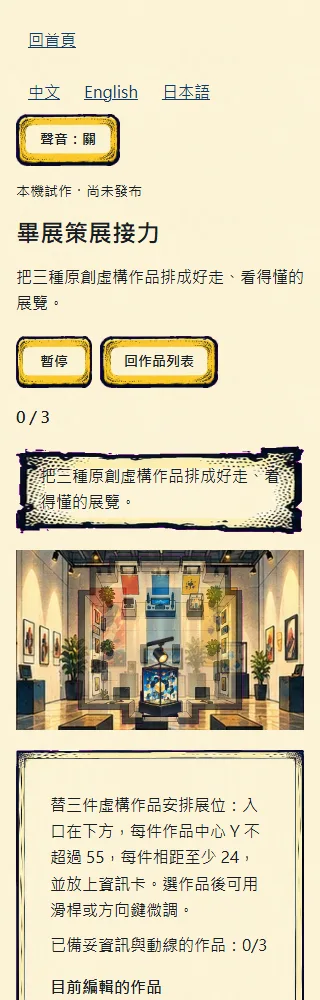 回首頁
中文 English 日本語
聲音：關
本機試作・尚未發布
畢展策展接力
把三種原創虛構作品排成好走、看得懂的
展覽。
暫停 回作品列表
0 / 3
把三種原創虛構作品排成好走、看
得懂的展覽。
替三件虛構作品安排展位：入
口在下方，每件作品中心 Y 不
超過 55，每件相距至少 24，
並放上資訊卡。選作品後可用
滑桿或方向鍵微調。
已備妥資訊與動線的作品：0/3
目前編輯的作品